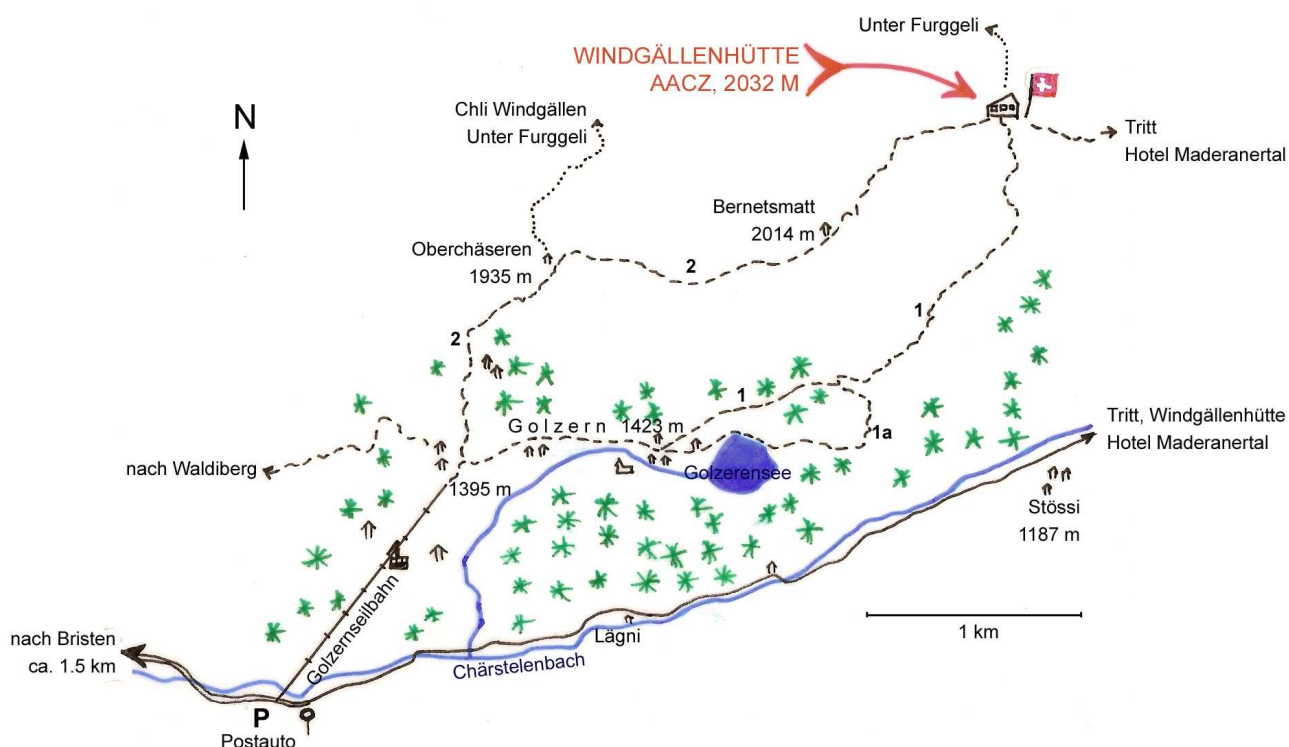 Unter Furggeli
WINDGÄLLENHÜTTE
AACZ, 2032 M
N
Chli Windgällen
Unter Furggeli
Tritt
Hotel Maderanertal
Bernetsmatt
2014 m
Oberchäseren
1935 m
2
1
2
1
Golzern 1423 m
1a
Tritt, Windgällenhütte
Hotel Maderanertal
nach Waldiberg
Golzerensee
1395 m
Stössi
1187 m
Golzernseilbahn
1 km
nach Bristen
ca. 1.5 km
Lägni
Chärstelenbach
P
Postauto